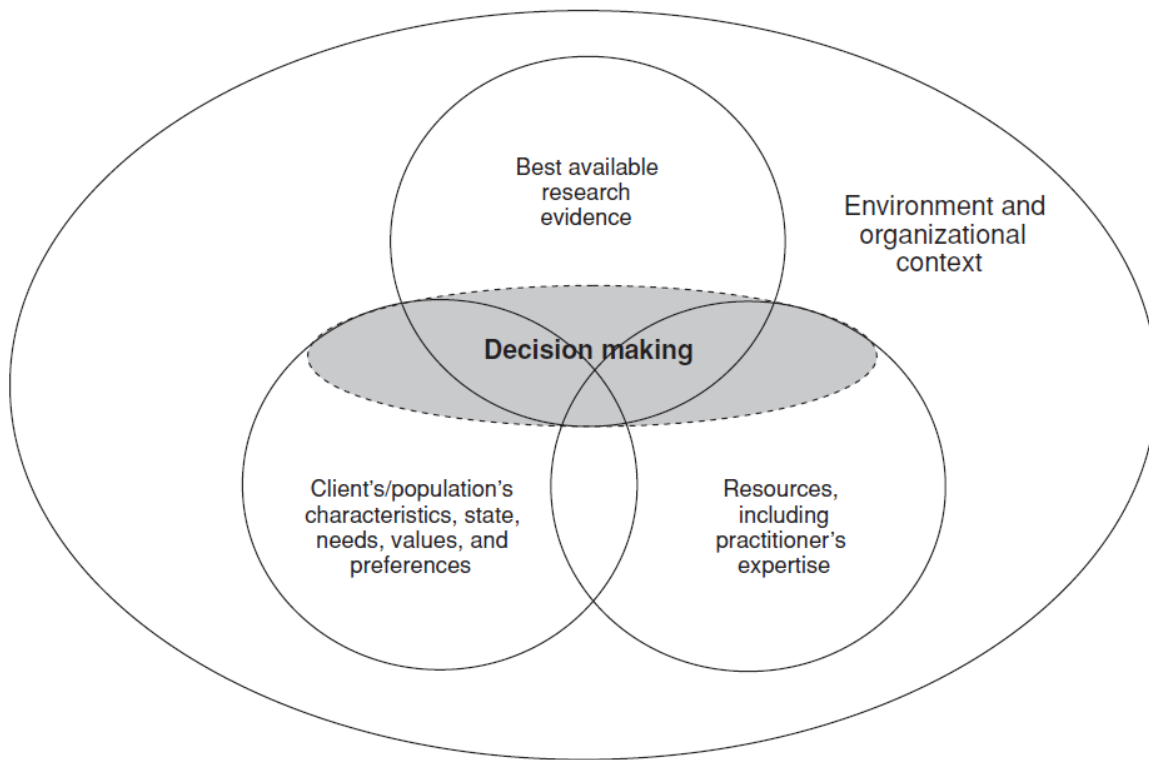 Best available
research
evidence
Environment and
organizational
context
Decision making
Client’s/population’s
characteristics, state,
needs, values, and
preferences
Resources,
including
practitioner’s
expertise